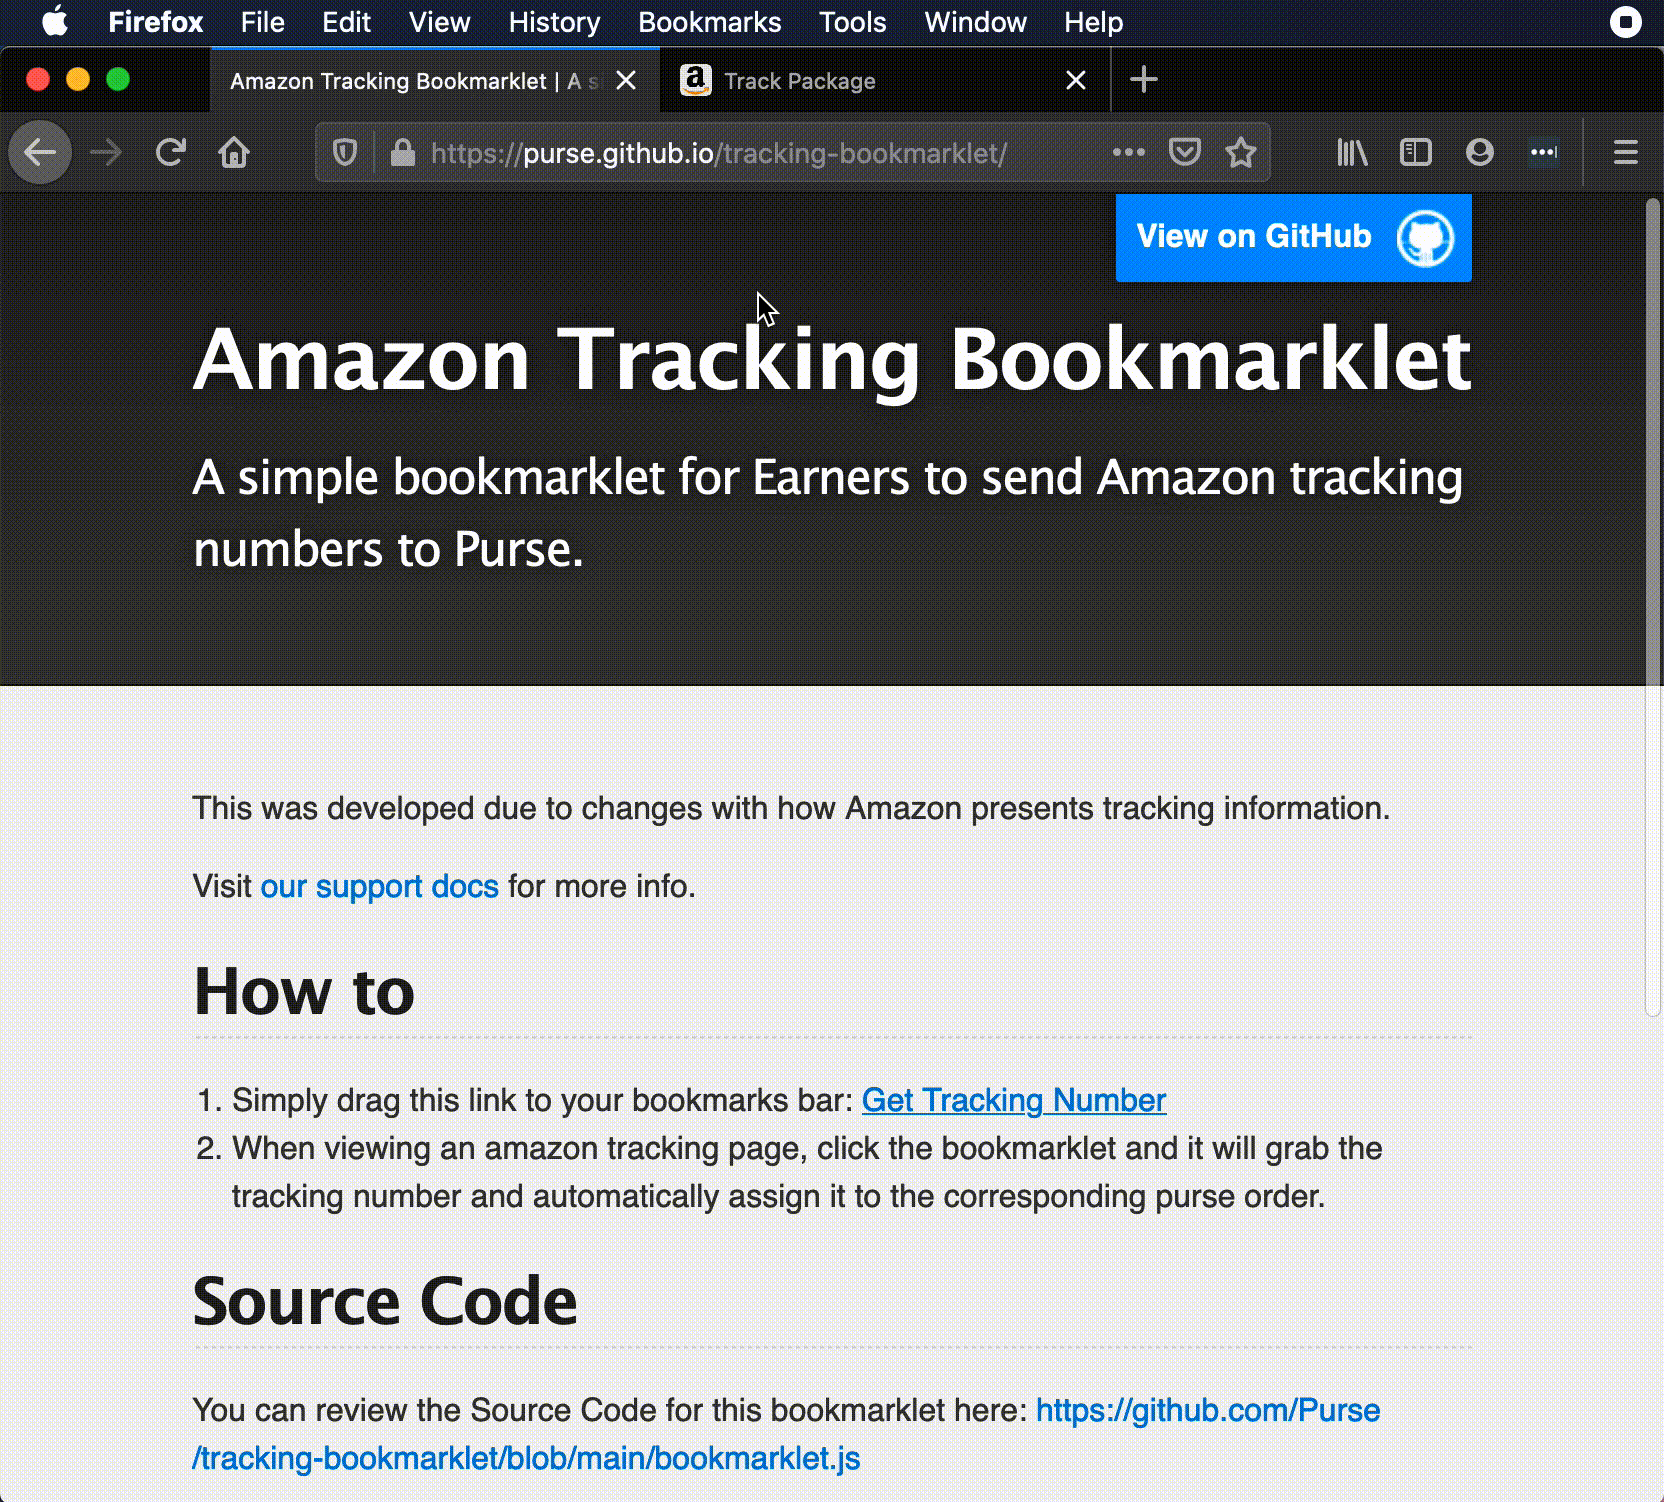 Firefox File Edit View History Bookmarks Tools Window Help
Amazon Tracking Bookmarklet | A s
Track Package
https://purse.github.io/tracking-bookmarklet/
View on GitHub
Amazon Tracking Bookmarklet
A simple bookmarklet for Earners to send Amazon tracking
numbers to Purse.
This was developed due to changes with how Amazon presents tracking information.
Visit our support docs for more info.
How to
1. Simply drag this link to your bookmarks bar: Get Tracking Number
2. When viewing an amazon tracking page, click the bookmarklet and it will grab the
tracking number and automatically assign it to the corresponding purse order.
Source Code
You can review the Source Code for this bookmarklet here: https://github.com/Purse
/tracking-bookmarklet/blob/main/bookmarklet.js